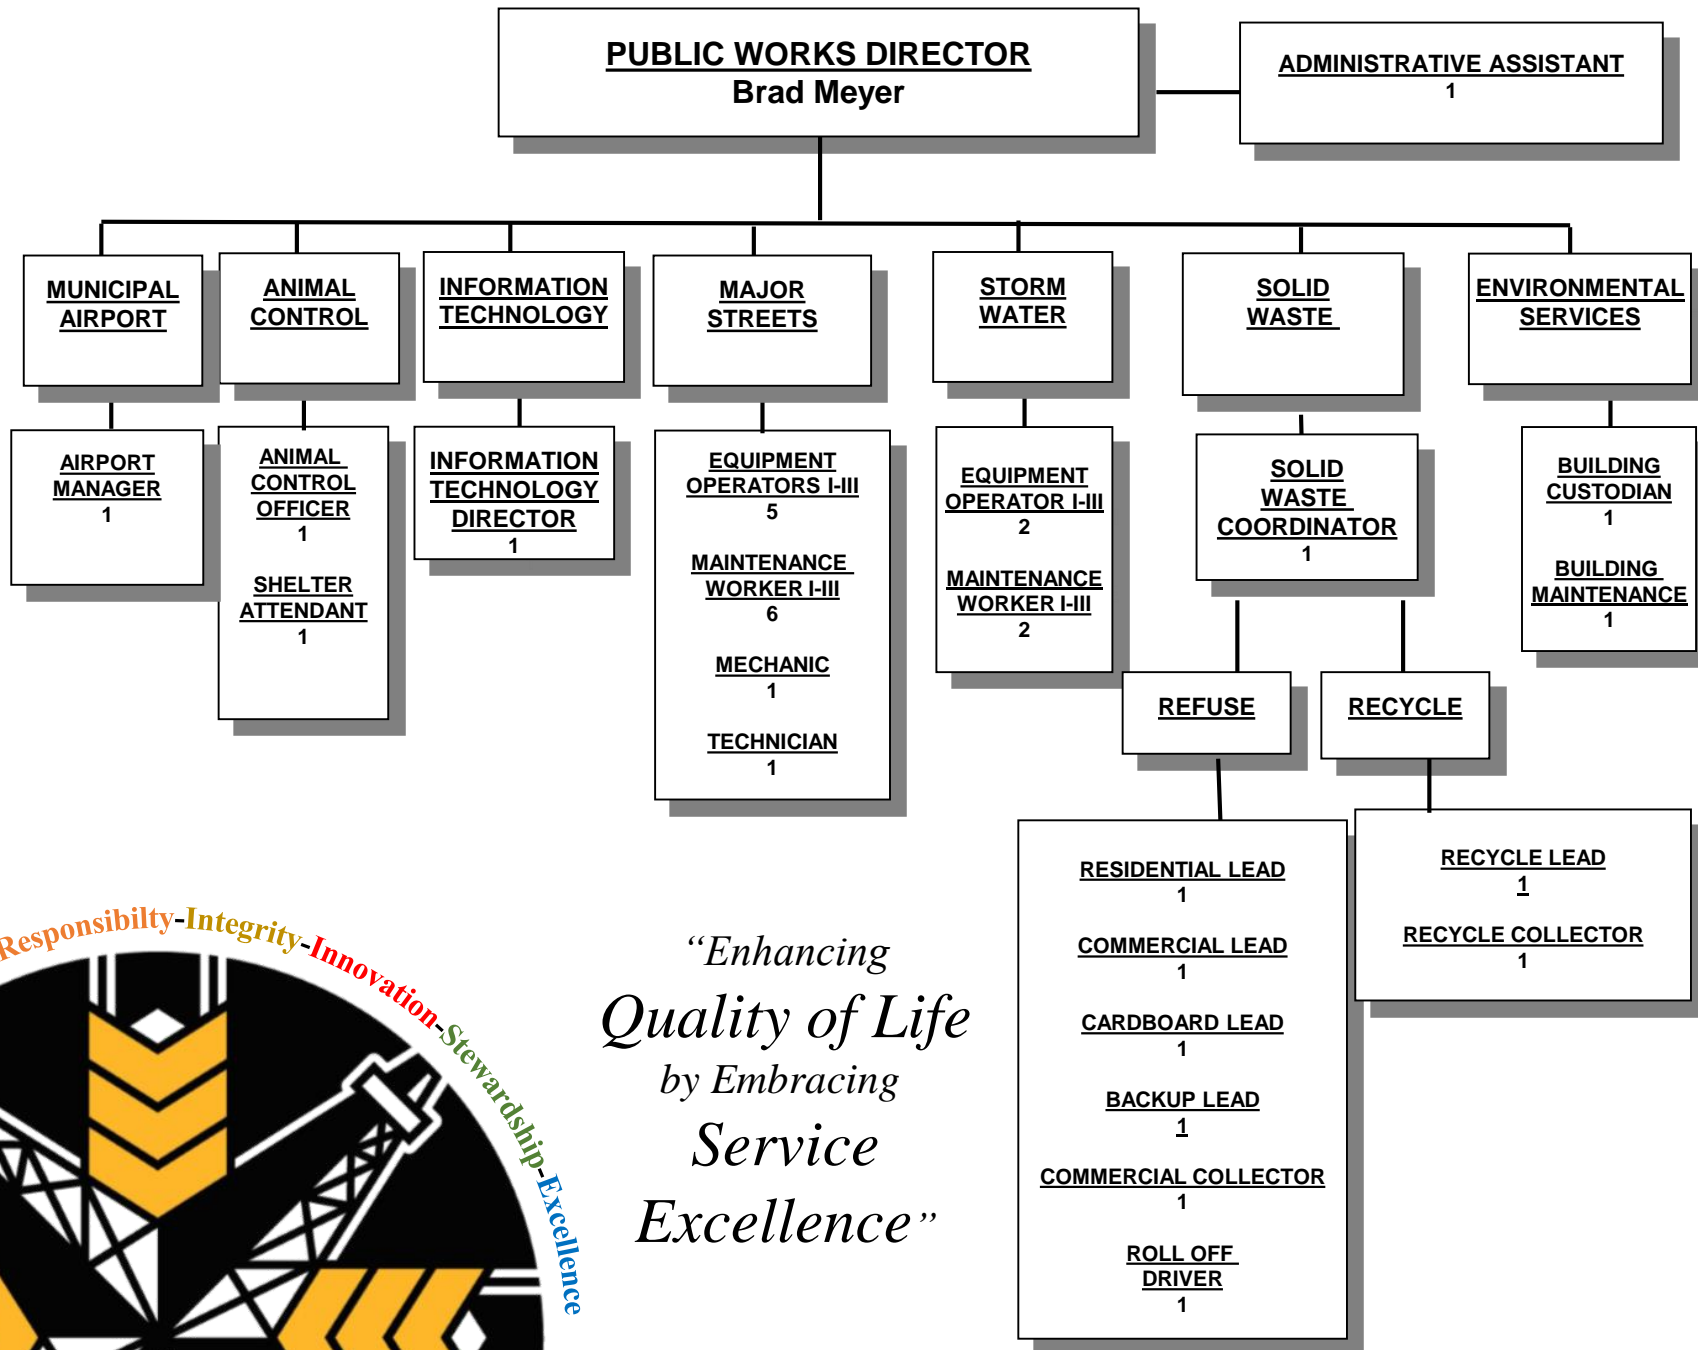 PUBLIC WORKS DIRECTOR
Brad Meyer
ADMINISTRATIVE ASSISTANT
1
MUNICIPAL
AIRPORT
ANIMAL
CONTROL
INFORMATION
TECHNOLOGY
MAJOR
STREETS
STORM
WATER
SOLID
WASTE
ENVIRONMENTAL
SERVICES
AIRPORT
MANAGER
1
ANIMAL
CONTROL
OFFICER
1
SHELTER
ATTENDANT
1
INFORMATION
TECHNOLOGY
DIRECTOR
1
EQUIPMENT
OPERATORS I-III
5
MAINTENANCE
WORKER I-III
6
MECHANIC
1
TECHNICIAN
1
EQUIPMENT
OPERATOR I-III
2
MAINTENANCE
WORKER I-III
2
SOLID
WASTE
COORDINATOR
1
BUILDING
CUSTODIAN
1
BUILDING
MAINTENANCE
1
REFUSE
RECYCLE
RESIDENTIAL LEAD
1
COMMERCIAL LEAD
1
CARDBOARD LEAD
1
BACKUP LEAD
1
COMMERCIAL COLLECTOR
1
ROLL OFF
DRIVER
1
RECYCLE LEAD
1
RECYCLE COLLECTOR
1
Responsibilty-Integrity-Innovation-Stewardship-Excellence
“Enhancing
Quality of Life
by Embracing
Service
Excellence”